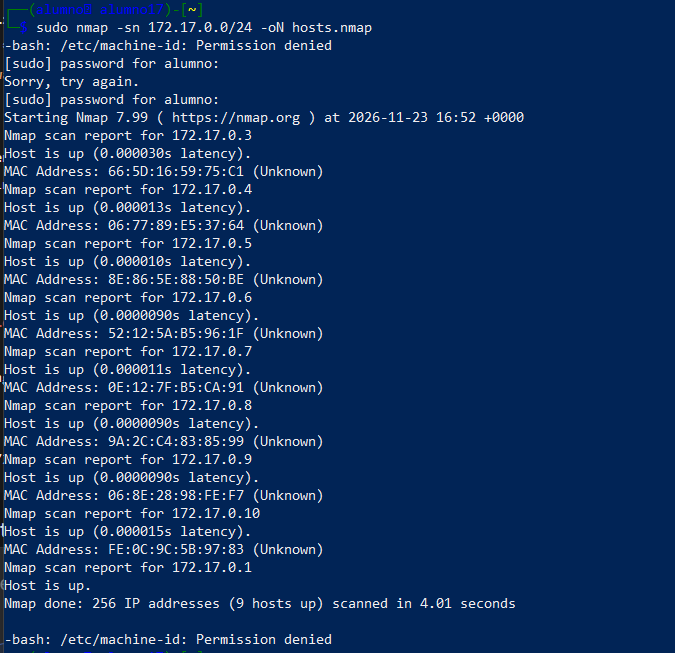 -[~]
sudo nmap -sn 172.17.0.0/24 -oN hosts.nmap
-bash: /etc/machine-id: Permission denied
[sudo] password for alumno:
Sorry, try again.
[sudo] password for alumno:
Starting Nmap 7.99 ( https://nmap.org ) at 2026-11-23 16:52 +0000
Nmap scan report for 172.17.0.3
Host is up (0.000030s latency).
MAC Address: 66:5D:16:59:75:C1 (Unknown)
Nmap scan report for 172.17.0.4
Host is up (0.000013s latency).
MAC Address: 06:77:89:E5:37:64 (Unknown)
Nmap scan report for 172.17.0.5
Host is up (0.000010s latency).
MAC Address: 8E:86:5E:88:50:BE (Unknown)
Nmap scan report for 172.17.0.6
Host is up (0.0000090s latency).
MAC Address: 52:12:5A:B5:96:1F (Unknown)
Nmap scan report for 172.17.0.7
Host is up (0.000011s latency).
MAC Address: 0E:12:7F:B5:CA:91 (Unknown)
Nmap scan report for 172.17.0.8
Host is up (0.0000090s latency).
MAC Address: 9A:2C:C4:83:85:99 (Unknown)
Nmap scan report for 172.17.0.9
Host is up (0.0000090s latency).
MAC Address: 06:8E:28:98:FE:F7 (Unknown)
Nmap scan report for 172.17.0.10
Host is up (0.000015s latency).
MAC Address: FE:0C:9C:5B:97:83 (Unknown)
Nmap scan report for 172.17.0.1
Host is up.
Nmap done: 256 IP addresses (9 hosts up) scanned in 4.01 seconds
-bash: /etc/machine-id: Permission denied